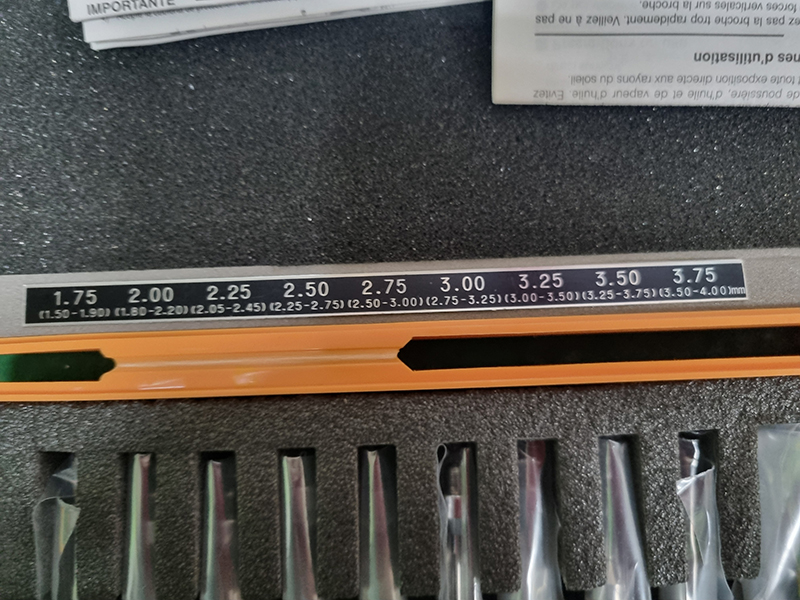 IMPORTANTE
forces verticales sur la broche.
pas la broche trop rapidement. Veillez à ne pas
d'utilisation
toute exposition directe aux rayons du soleil.
de poussière, d'huile et de vapeur d'huile. Évitez
1.75 2.00 2.25 2.50 2.75 3.00 3.25 3.50 3.75
(1.50-1.90) (1.80-2.20) (2.05-2.45) (2.25-2.75) (2.50-3.00) (2.75-3.25) (3.00-3.50) (3.25-3.75) (3.50-4.00)mm